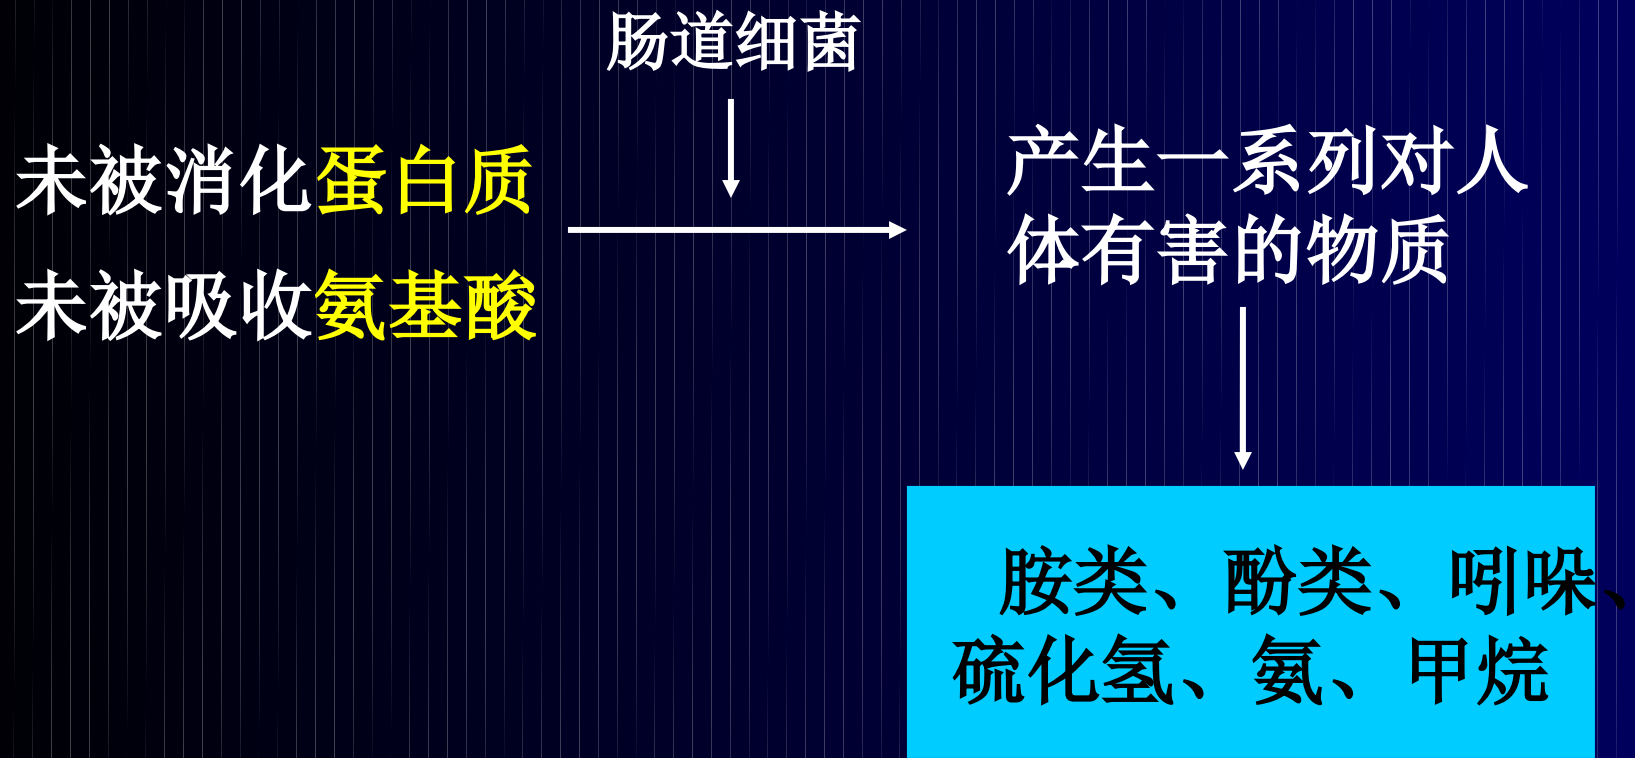 肠道细菌
未被消化蛋白质
未被吸收氨基酸
产生一系列对人
体有害的物质
胺类、酚类、吲哚、
硫化氢、氨、甲烷